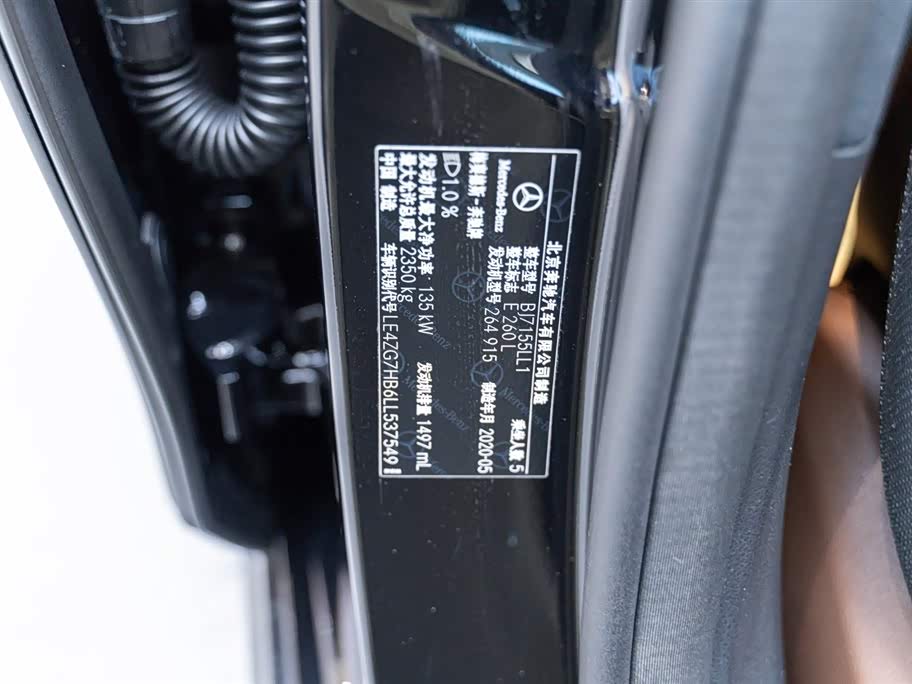 北京奔驰汽车有限公司制造
Mercedes-Benz
梅赛德斯-奔驰牌
整车型号 BJ7155LL1
乘坐人数 5
整车标志 E 260 L
发动机型号 264 915
制造年月 2020-05
1.0 %
发动机最大净功率 135 kW
发动机排量 1497 mL
最大允许总质量 2350 kg
中国 制造
车辆识别代号 LE4ZG7HB6LL537549